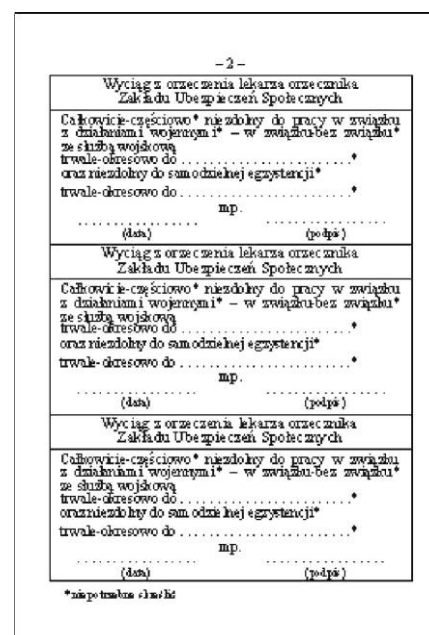 – 2 –
Wyciąg z orzeczenia lekarza orzecznika
Zakładu Ubezpieczeń Społecznych
Całkowicie-częściowo* niezdolny do pracy w związku
z działaniami wojennymi* – w związku-bez związku*
ze służbą wojskową
trwale-okresowo do . . . . . . . . . . . . . . . . . . . . . . . .*
oraz niezdolny do samodzielnej egzystencji*
trwale-okresowo do . . . . . . . . . . . . . . . . . . . . . . . .*
mp.
. . . . . . . . . . . . . . . . . . . . . . . . . . . . . .
(data) (podpis)
Wyciąg z orzeczenia lekarza orzecznika
Zakładu Ubezpieczeń Społecznych
Całkowicie-częściowo* niezdolny do pracy w związku
z działaniami wojennymi* – w związku-bez związku*
ze służbą wojskową
trwale-okresowo do . . . . . . . . . . . . . . . . . . . . . . . .*
oraz niezdolny do samodzielnej egzystencji*
trwale-okresowo do . . . . . . . . . . . . . . . . . . . . . . . .*
mp.
. . . . . . . . . . . . . . . . . . . . . . . . . . . . . .
(data) (podpis)
Wyciąg z orzeczenia lekarza orzecznika
Zakładu Ubezpieczeń Społecznych
Całkowicie-częściowo* niezdolny do pracy w związku
z działaniami wojennymi* – w związku-bez związku*
ze służbą wojskową
trwale-okresowo do . . . . . . . . . . . . . . . . . . . . . . . .*
oraz niezdolny do samodzielnej egzystencji*
trwale-okresowo do . . . . . . . . . . . . . . . . . . . . . . . .*
mp.
. . . . . . . . . . . . . . . . . . . . . . . . . . . . . .
(data) (podpis)
*niepotrzebne skreślić